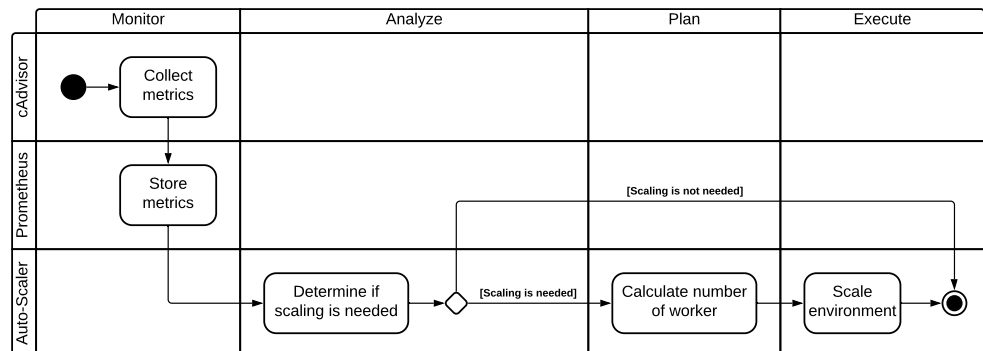 Monitor
Analyze
Plan
Execute
cAdvisor
Collect
metrics
Prometheus
Store
metrics
[Scaling is not needed]
Auto-Scaler
Determine if
scaling is needed
[Scaling is needed]
Calculate number
of worker
Scale
environment